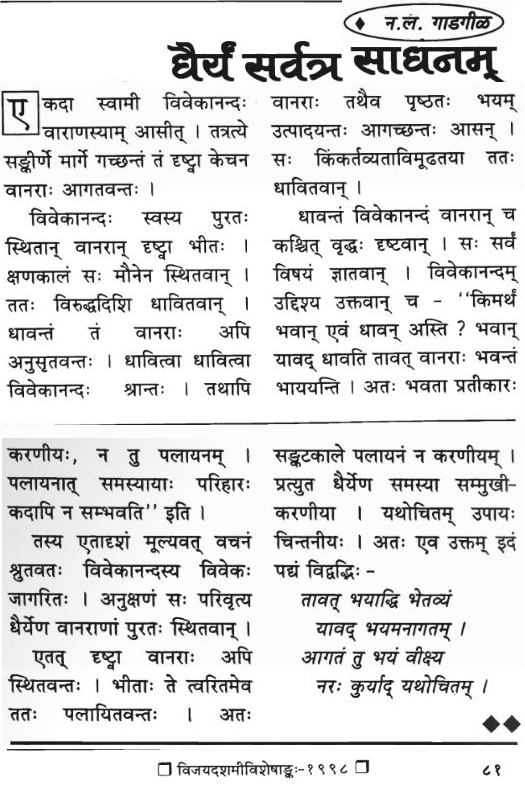 ♦ न.लं. गाडगीळ
धैर्यं सर्वत्र साधनम्
एकदा स्वामी विवेकानन्दः
वाराणस्याम् आसीत् । तत्रत्ये
सङ्कीर्णे मार्गे गच्छन्तं तं दृष्ट्वा केचन
वानराः आगतवन्तः ।
विवेकानन्दः स्वस्य पुरतः
स्थितान् वानरान् दृष्ट्वा भीतः ।
क्षणकालं सः मौनेन स्थितवान् ।
ततः विरुद्धदिशि धावितवान् ।
धावन्तं तं वानराः अपि
अनुसृतवन्तः । धावित्वा धावित्वा
विवेकानन्दः श्रान्तः । तथापि
वानराः तथैव पृष्ठतः भयम्
उत्पादयन्तः आगच्छन्तः आसन् ।
सः किंकर्तव्यताविमूढतया ततः
धावितवान् ।
धावन्तं विवेकानन्दं वानरान् च
कश्चित् वृद्धः दृष्टवान् । सः सर्वं
विषयं ज्ञातवान् । विवेकानन्दम्
उद्दिश्य उक्तवान् च - ‘‘किमर्थं
भवान् एवं धावन् अस्ति ? भवान्
यावद् धावति तावत् वानराः भवन्तं
भाययन्ति । अतः भवता प्रतीकारः
करणीयः, न तु पलायनम् ।
पलायनात् समस्यायाः परिहारः
कदापि न सम्भवति’’ इति ।
तस्य एतादृशं मूल्यवत् वचनं
श्रुतवतः विवेकानन्दस्य विवेकः
जागरितः । अनुक्षणं सः परिवृत्य
धैर्येण वानराणां पुरतः स्थितवान् ।
एतत् दृष्ट्वा वानराः अपि
स्थितवन्तः । भीताः ते त्वरितमेव
ततः पलायितवन्तः । अतः
सङ्कटकाले पलायनं न करणीयम् ।
प्रत्युत धैर्येण समस्या सम्मुखी-
करणीया । यथोचितम् उपायः
चिन्तनीयः । अतः एव उक्तम् इदं
पद्यं विद्वद्भिः -
तावत् भयाद्धि भेतव्यं
यावद् भयमनागतम् ।
आगतं तु भयं वीक्ष्य
नरः कुर्याद् यथोचितम् ।
◆◆
❐ विजयदशमीविशेषाङ्कः-१९९८ ❐ ८१